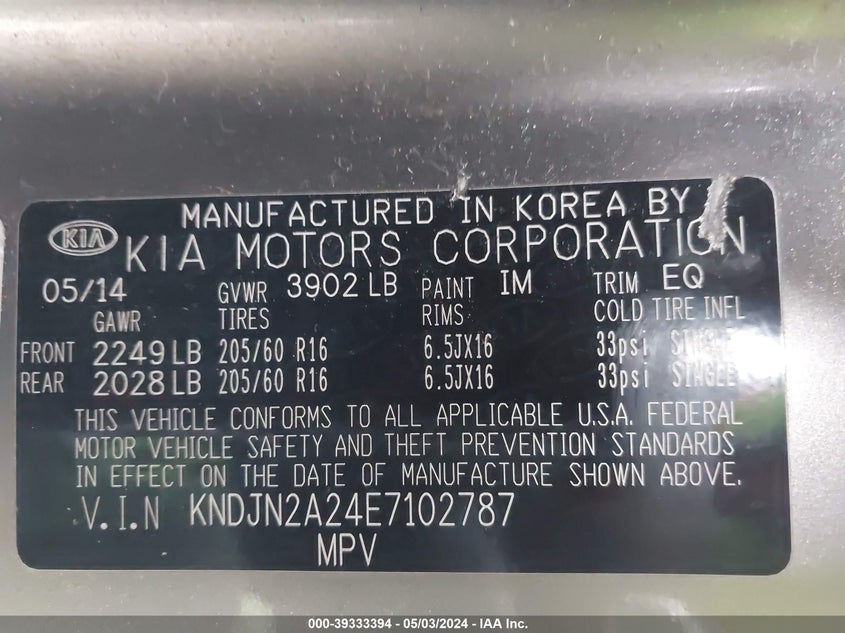 MANUFACTURED IN KOREA BY
KIA KIA MOTORS CORPORATION
05/14 GVWR 3902 LB PAINT IM TRIM EQ
GAWR TIRES RIMS COLD TIRE INFL
FRONT 2249 LB 205/60 R16 6.5JX16 33psi SINGLE
REAR 2028 LB 205/60 R16 6.5JX16 33psi SINGLE
THIS VEHICLE CONFORMS TO ALL APPLICABLE U.S.A. FEDERAL
MOTOR VEHICLE SAFETY AND THEFT PREVENTION STANDARDS
IN EFFECT ON THE DATE OF MANUFACTURE SHOWN ABOVE.
V.I.N KNDJN2A24E7102787
MPV
000-39333394 - 05/03/2024 - IAA Inc.